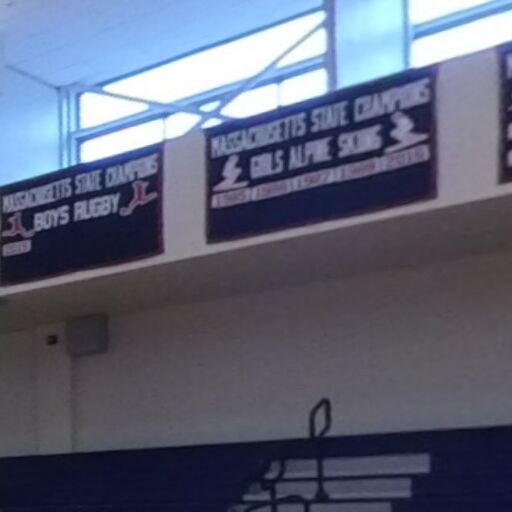 MASSACHUSETTS STATE CHAMPIONS
BOYS RUGBY
MASSACHUSETTS STATE CHAMPIONS
GIRLS ALPINE SKIING